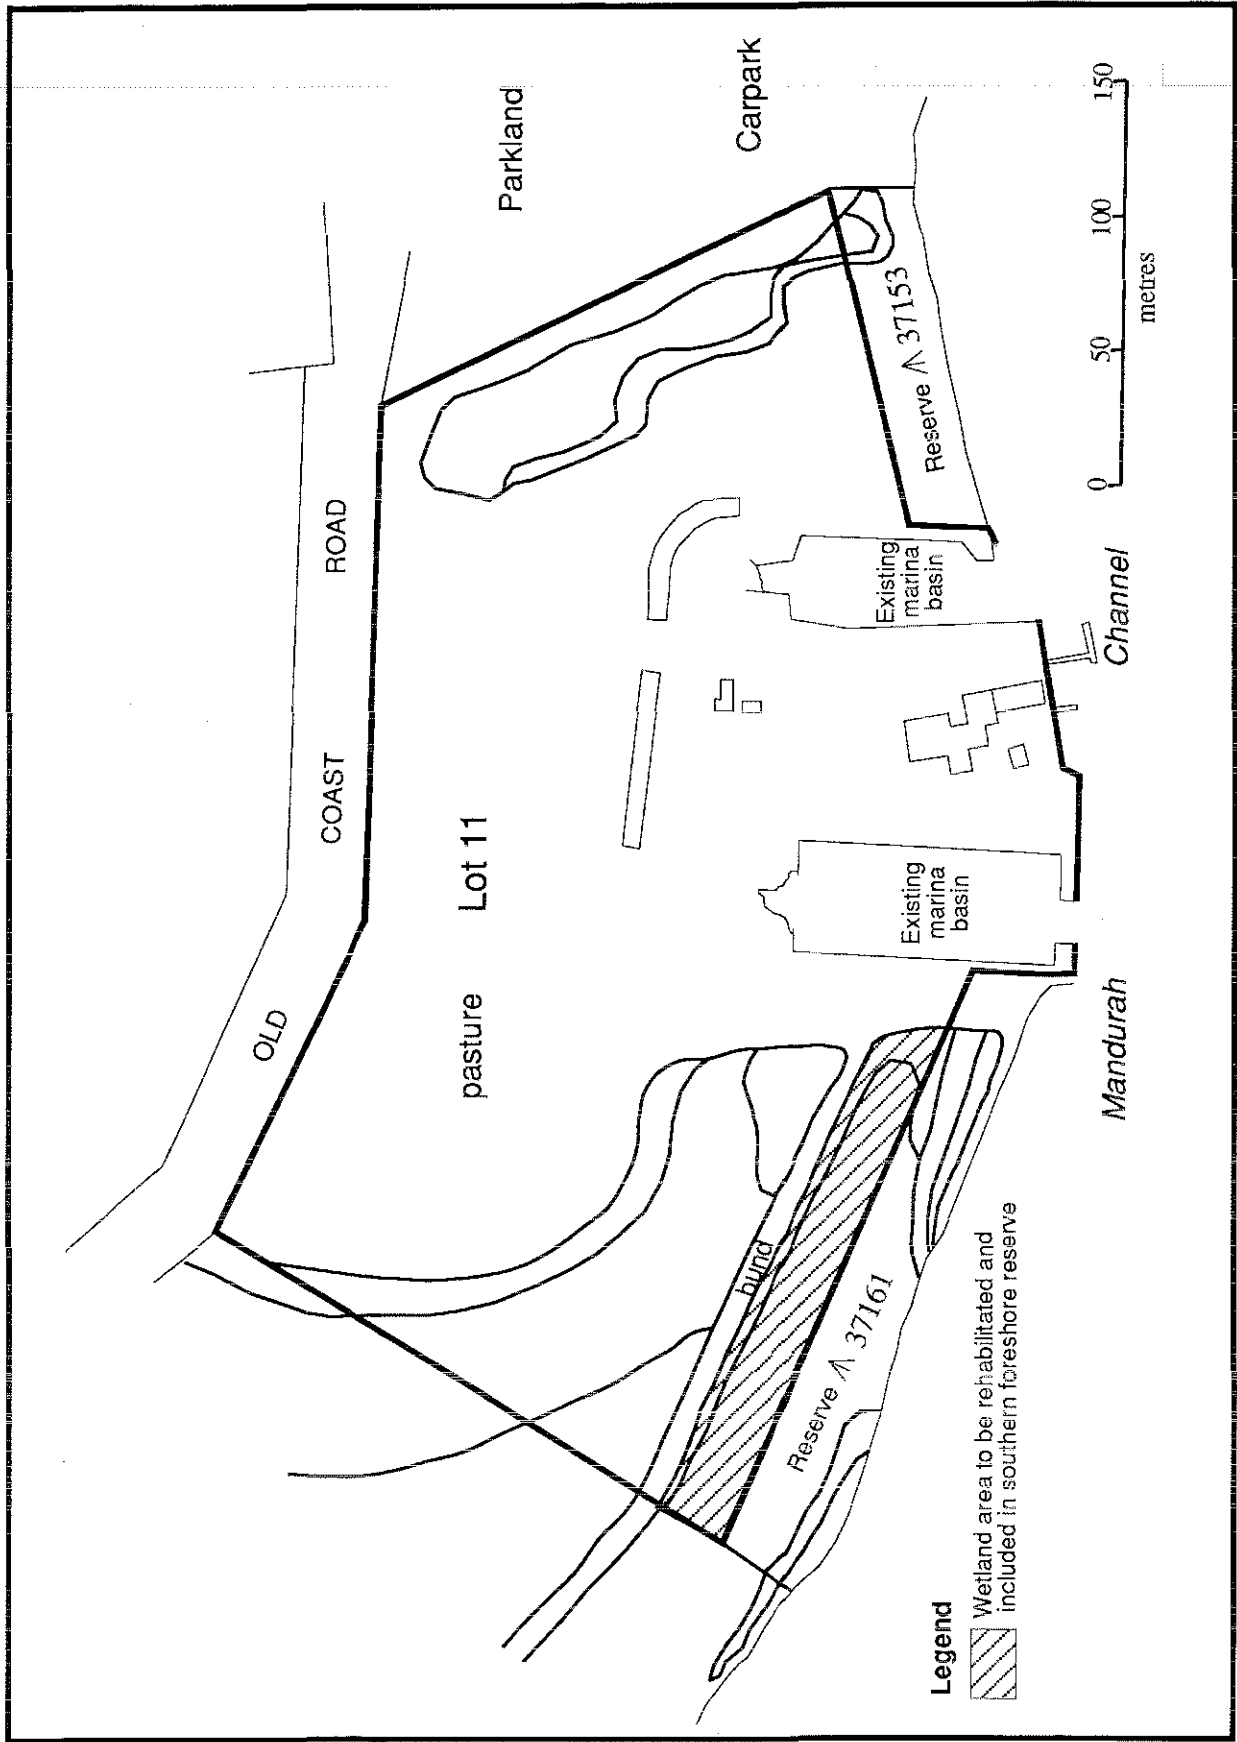 OLD
COAST
ROAD
Parkland
Carpark
pasture
Lot 11
Existing
marina
basin
Existing
marina
basin
bund
Reserve 37161
Reserve 37153
Mandurah
Channel
0
50
100
150
metres
Legend
Wetland area to be rehabilitated and
included in southern foreshore reserve